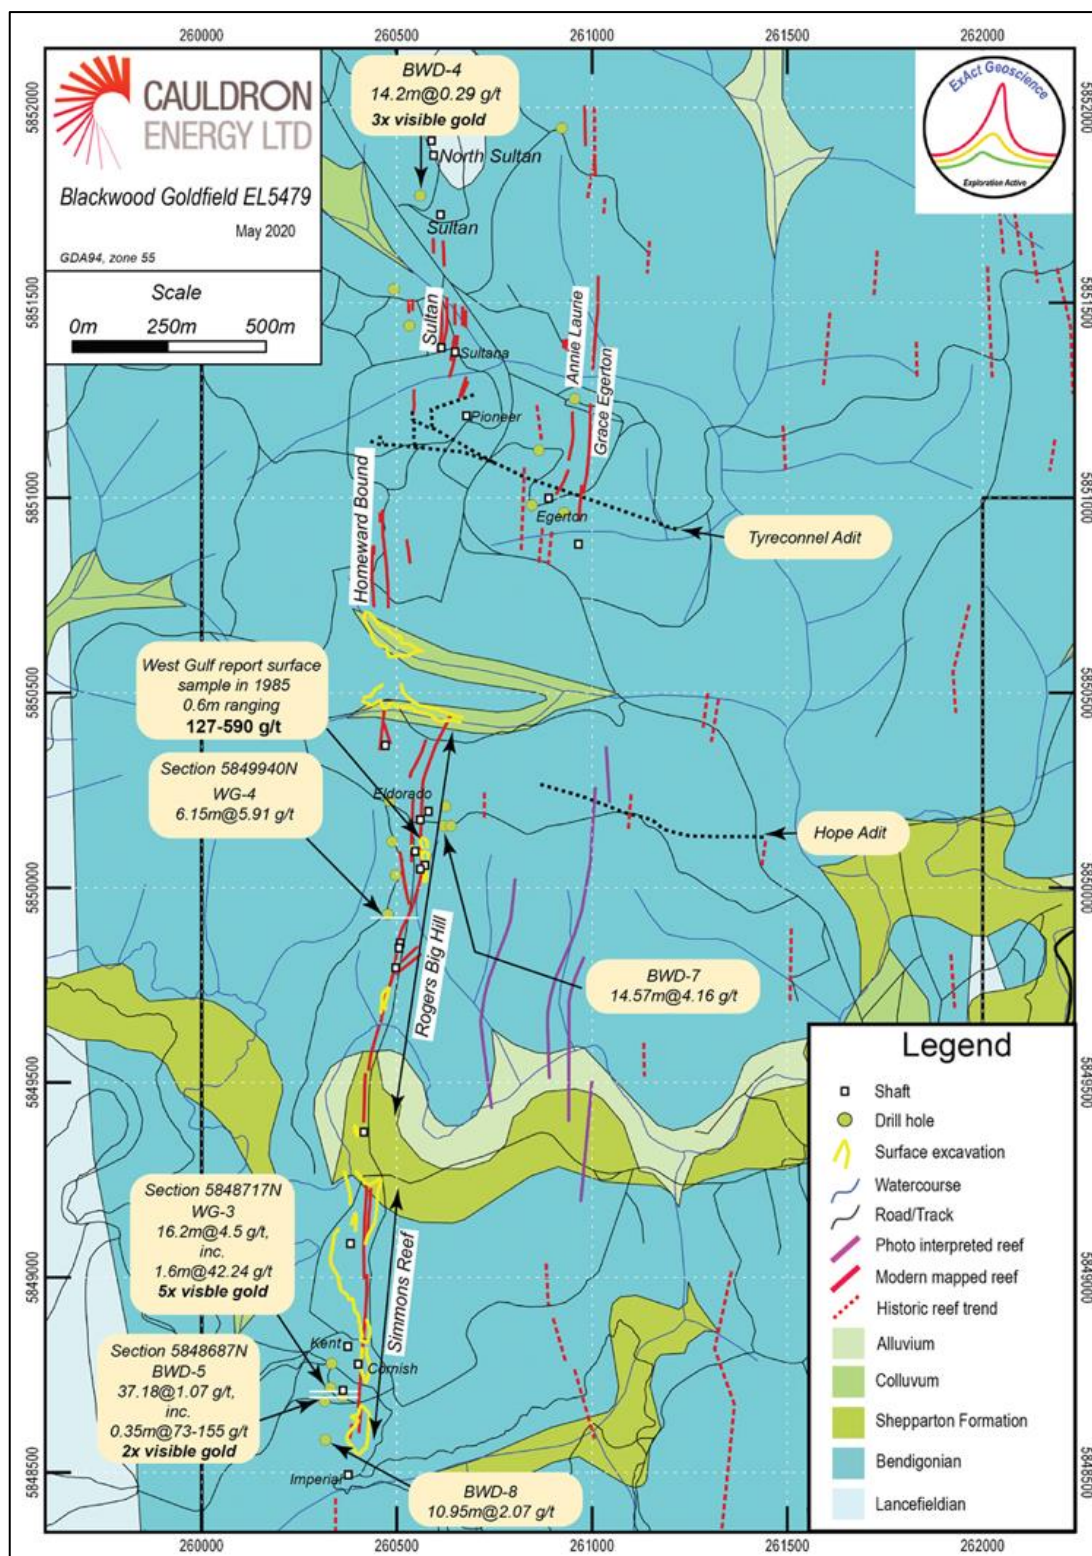 260000
260500
261000
261500
262000
5852000
5852000
CAULDRON
ENERGY LTD
Blackwood Goldfield EL5479
May 2020
GDA94, zone 55
Scale
0m 250m 500m
BWD-4
14.2m@0.29 g/t
3x visible gold
ExAct Geoscience
Exploration Active
North Sultan
Sultan
5851500
5851500
Sultan
Sultana
Annie Laurie
Grace Egerton
Pioneer
Homeward Bound
5851000
5851000
Egerton
Tyreconnel Adit
West Gulf report surface
sample in 1985
0.6m ranging
127-590 g/t
5850500
5850500
Section 5849940N
WG-4
6.15m@5.91 g/t
Eldorado
Hope Adit
5850000
5850000
Rogers Big Hill
BWD-7
14.57m@4.16 g/t
5849500
5849500
Section 5848717N
WG-3
16.2m@4.5 g/t,
inc.
1.6m@42.24 g/t
5x visble gold
Simmons Reef
5849000
5849000
Kent
Cornish
Section 5848687N
BWD-5
37.18@1.07 g/t,
inc.
0.35m@73-155 g/t
2x visible gold
Imperial
BWD-8
10.95m@2.07 g/t
5848500
5848500
Legend
Shaft
Drill hole
Surface excavation
Watercourse
Road/Track
Photo interpreted reef
Modern mapped reef
Historic reef trend
Alluvium
Colluvum
Shepparton Formation
Bendigonian
Lancefieldian
260000
260500
261000
261500
262000